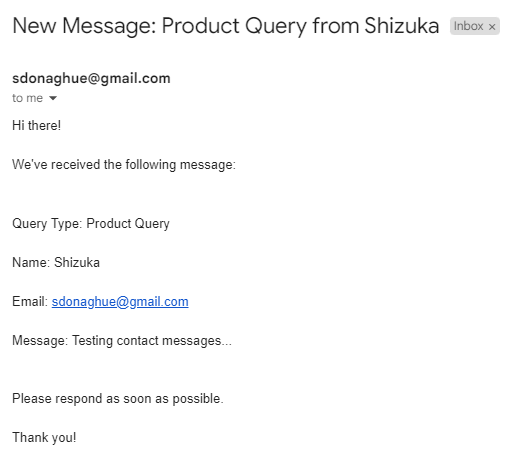 New Message: Product Query from Shizuka Inbox ×
sdonaghue@gmail.com
to me
Hi there!
We've received the following message:
Query Type: Product Query
Name: Shizuka
Email: sdonaghue@gmail.com
Message: Testing contact messages...
Please respond as soon as possible.
Thank you!